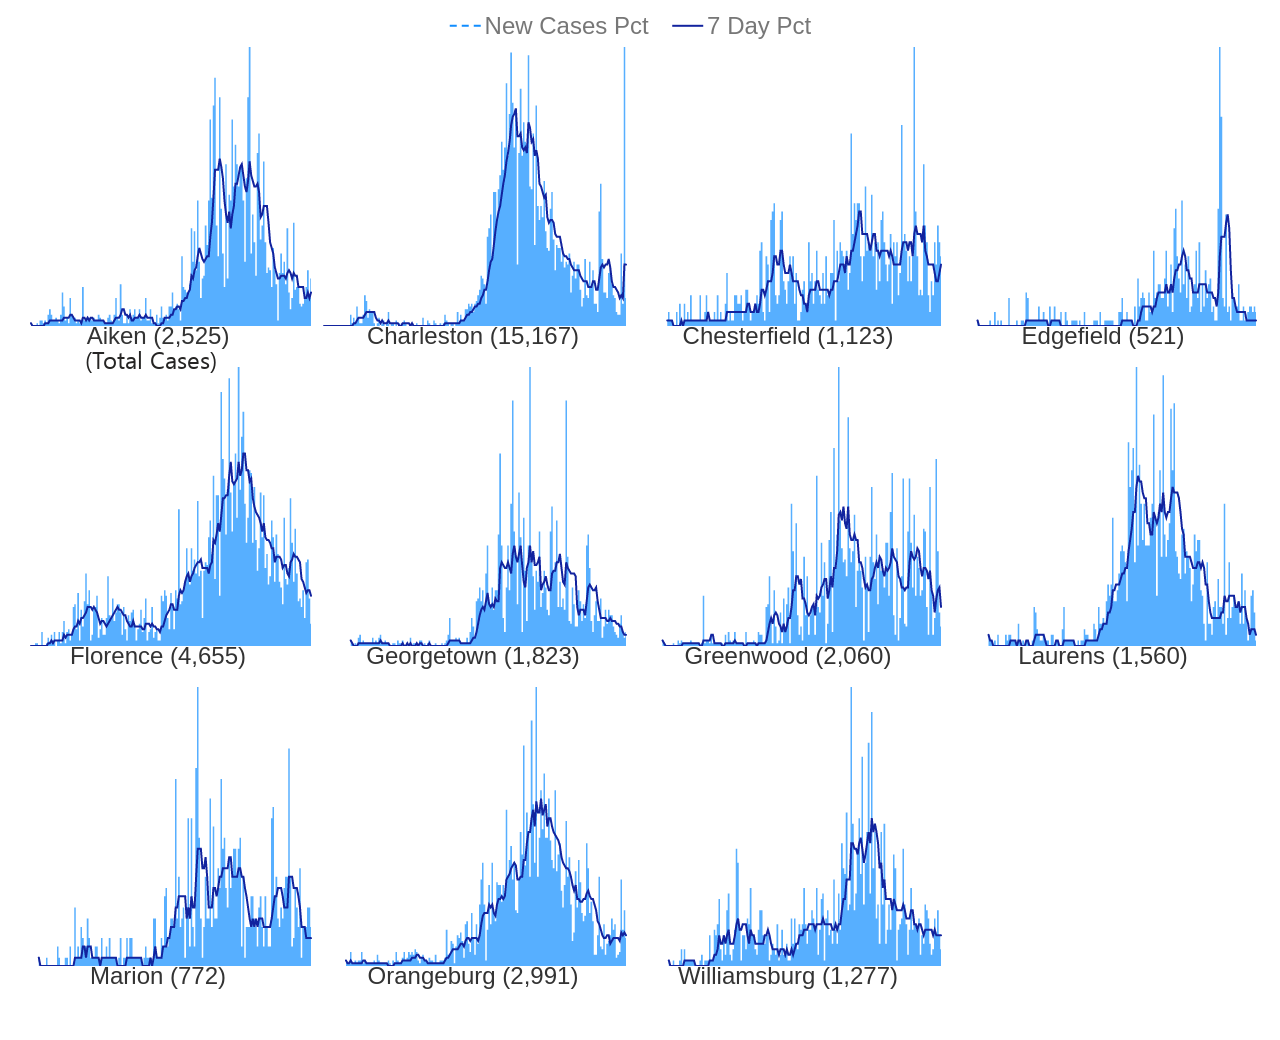 New Cases Pct 7 Day Pct
Aiken (2,525) Charleston (15,167) Chesterfield (1,123) Edgefield (521)
(Total Cases)
Florence (4,655) Georgetown (1,823) Greenwood (2,060) Laurens (1,560)
Marion (772) Orangeburg (2,991) Williamsburg (1,277)